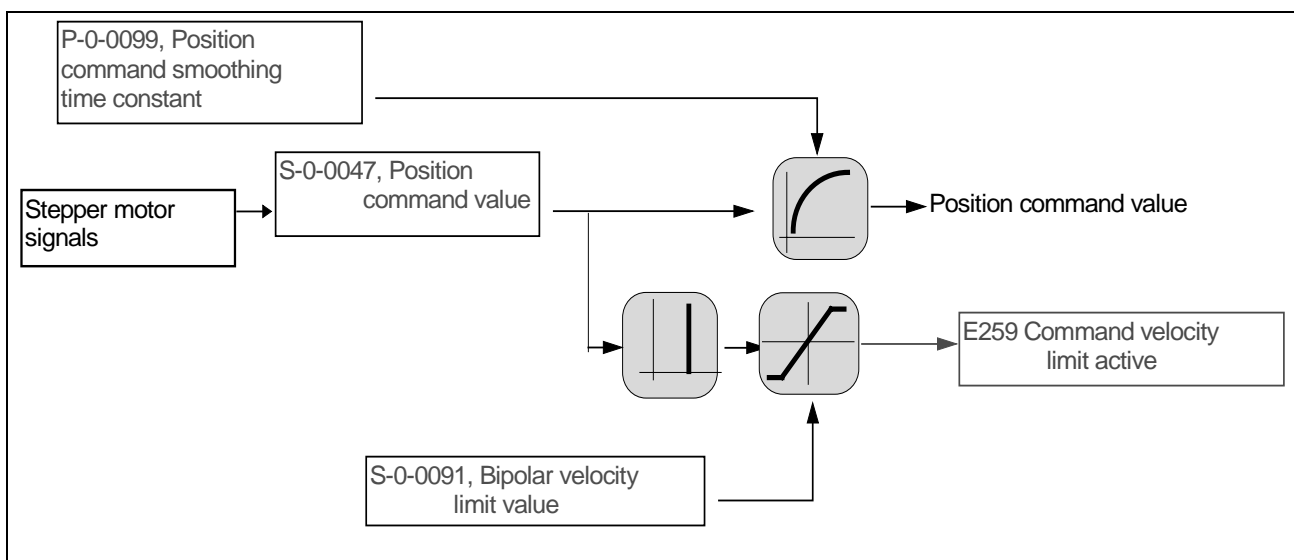 P-0-0099, Position
command smoothing
time constant
S-0-0047, Position
command value
Stepper motor
signals
Position command value
E259 Command velocity
limit active
S-0-0091, Bipolar velocity
limit value